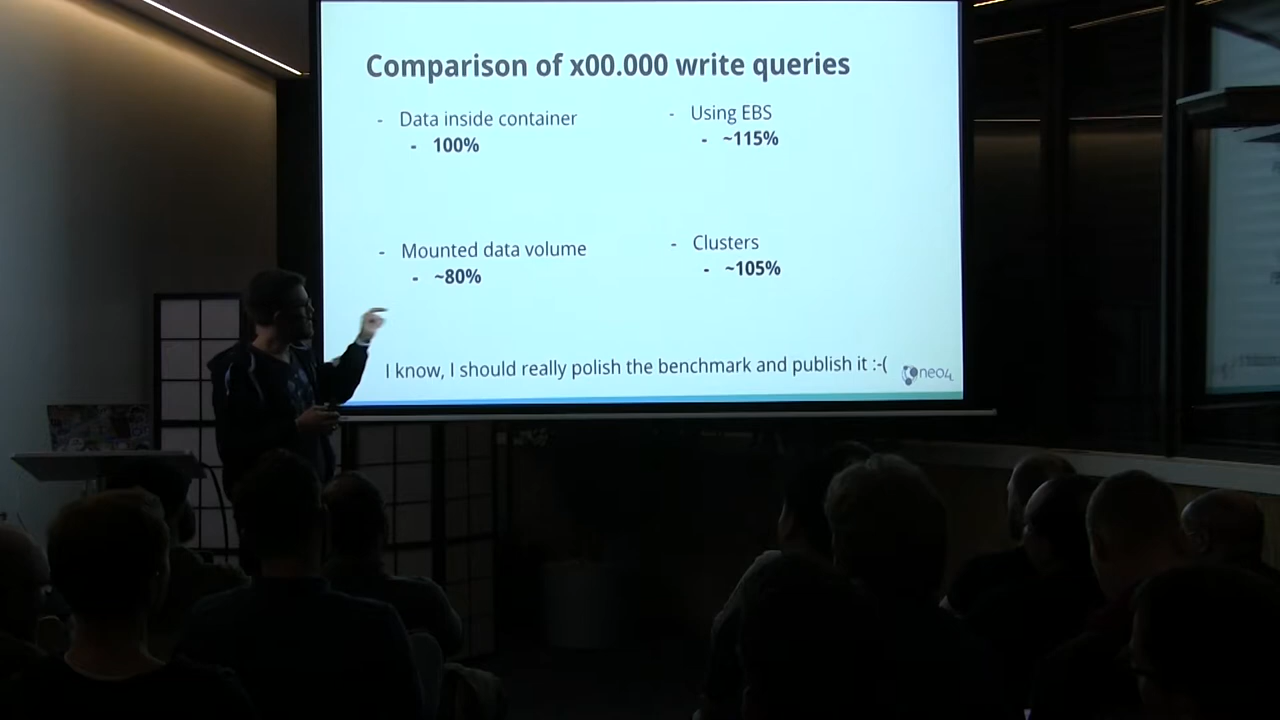 Comparison of x00.000 write queries
- Data inside container
- 100%
- Mounted data volume
- ~80%
- Using EBS
- ~115%
- Clusters
- ~105%
I know, I should really polish the benchmark and publish it :-(
neo4j